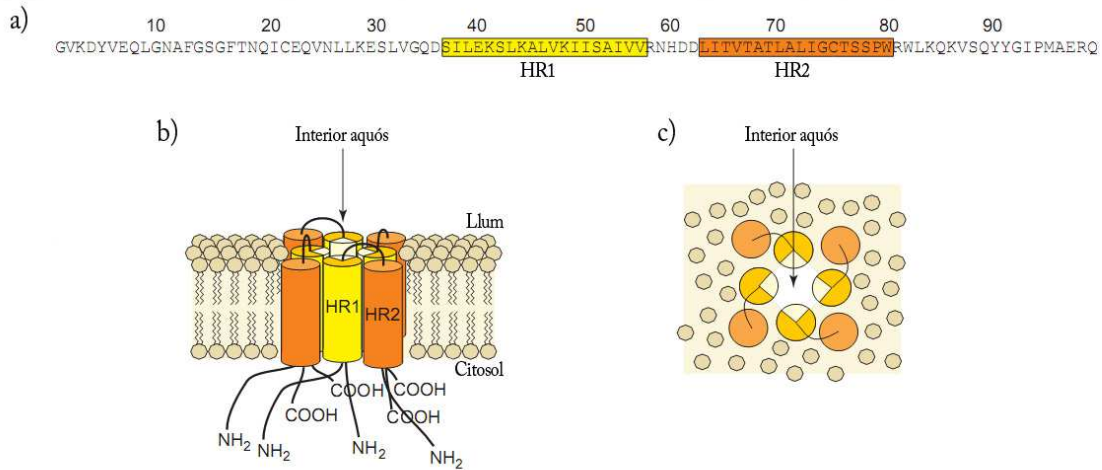 a)
10 20 30 40 50 60 70 80 90
GVKDYVEQLGNAFGSGFTNQICEQVNLLKESLVGQDSILEKSLKALVKIISAIVVRNHDDLITVTATLALIGCTSSPWRWLKQKVSQYYGIPMAERQ
HR1 HR2
b) Interior aquós
c) Interior aquós
Llum
HR1
HR2
Citosol
COOH
COOH
COOH
COOH
NH2
NH2
NH2
NH2